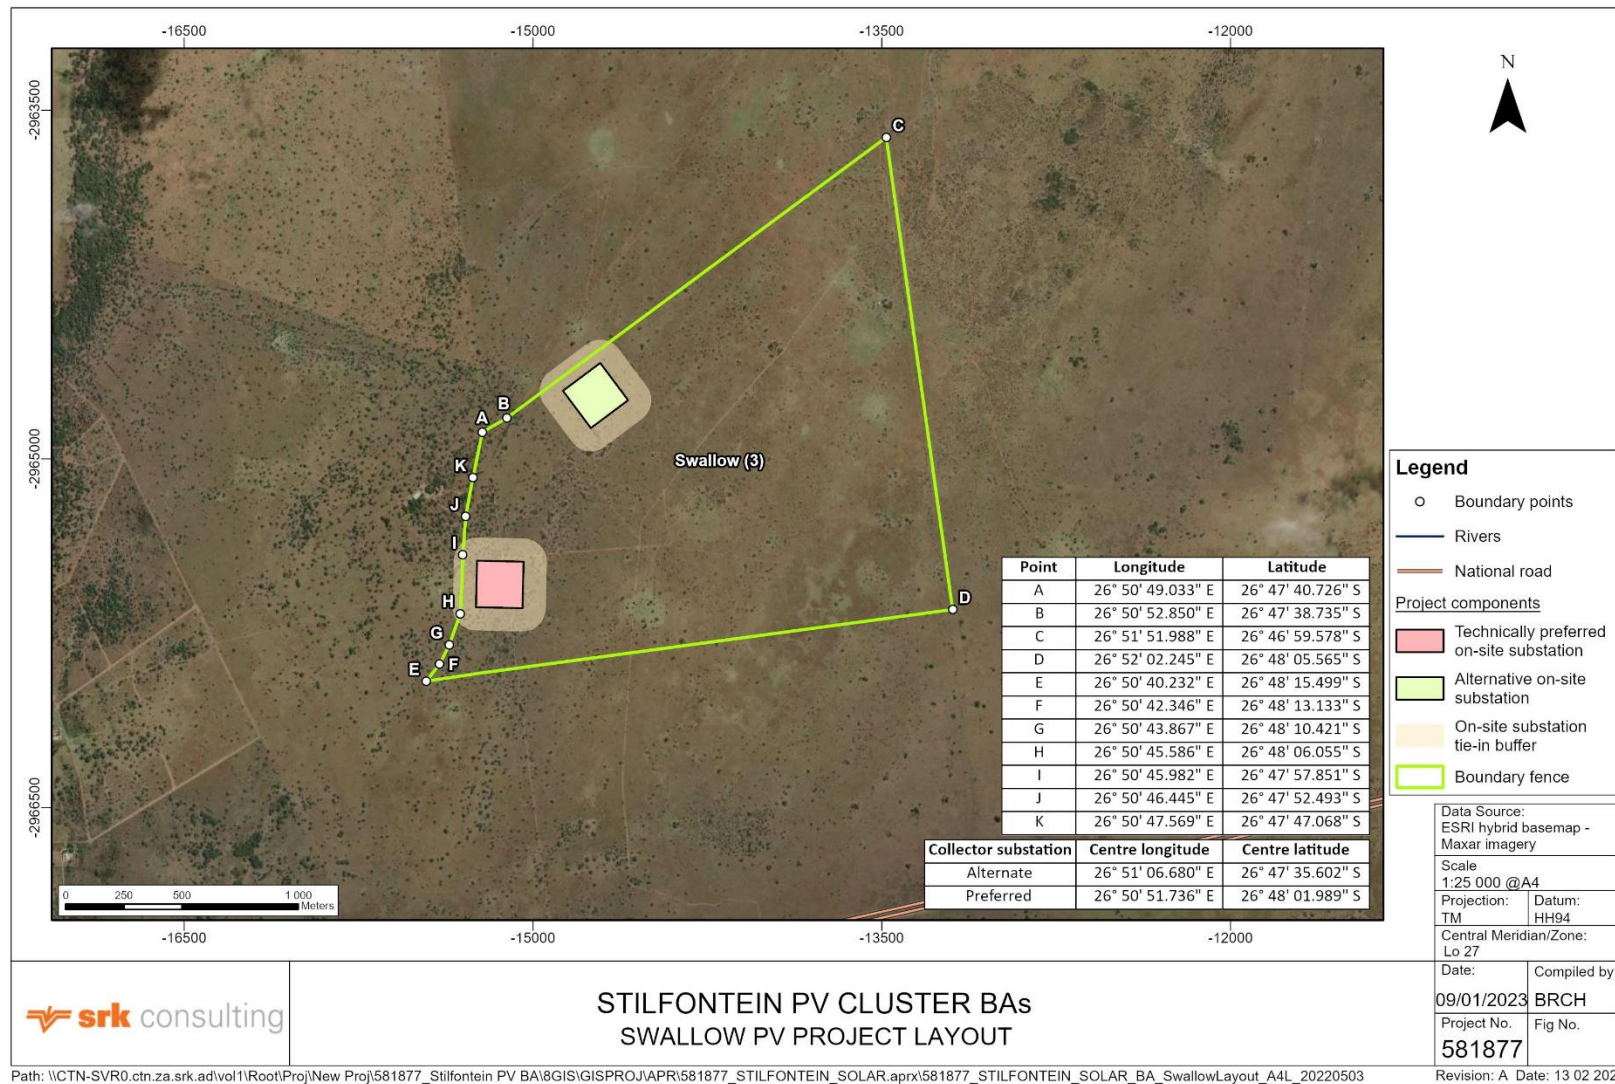 -16500 -15000 -13500 -12000
N
-2963500
-2965000
-2966500
C
B
A
K
J
I
H
G
F
E
D
Swallow (3)
Point Longitude Latitude
A 26° 50' 49.033" E 26° 47' 40.726" S
B 26° 50' 52.850" E 26° 47' 38.735" S
C 26° 51' 51.988" E 26° 46' 59.578" S
D 26° 52' 02.245" E 26° 48' 05.565" S
E 26° 50' 40.232" E 26° 48' 15.499" S
F 26° 50' 42.346" E 26° 48' 13.133" S
G 26° 50' 43.867" E 26° 48' 10.421" S
H 26° 50' 45.586" E 26° 48' 06.055" S
I 26° 50' 45.982" E 26° 47' 57.851" S
J 26° 50' 46.445" E 26° 47' 52.493" S
K 26° 50' 47.569" E 26° 47' 47.068" S
Collector substation Centre longitude Centre latitude
Alternate 26° 51' 06.680" E 26° 47' 35.602" S
Preferred 26° 50' 51.736" E 26° 48' 01.989" S
0 250 500 1 000
Meters
-16500 -15000 -13500 -12000
Legend
Boundary points
Rivers
National road
Project components
Technically preferred
on-site substation
Alternative on-site
substation
On-site substation
tie-in buffer
Boundary fence
Data Source:
ESRI hybrid basemap -
Maxar imagery
Scale
1:25 000 @A4
Projection: Datum:
TM HH94
Central Meridian/Zone:
Lo 27
Date: Compiled by
09/01/2023 BRCH
Project No. Fig No.
581877
srk consulting
STILFONTEIN PV CLUSTER BAs
SWALLOW PV PROJECT LAYOUT
Path: \\CTN-SVR0.ctn.za.srk.ad\vol1\Root\Proj\New Proj\581877_Stilfontein PV BA\8GIS\GISPROJ\APR\581877_STILFONTEIN_SOLAR.aprx\581877_STILFONTEIN_SOLAR_BA_SwallowLayout_A4L_20220503
Revision: A Date: 13 02 202